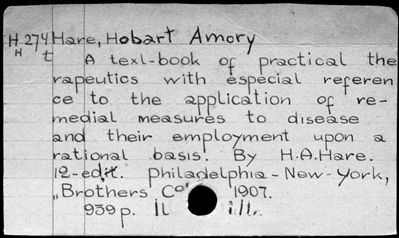 H 274 Hare, Hobart Amory
H t
A text-book of practical the
rapeutics with especial referen
ce to the application of re-
medial measures to disease
and their employment upon a
rational basis. By H.A.Hare.
12-edit. Philadelphia-New-York,
„Brothers Co" 1907.
939 p. il ill.